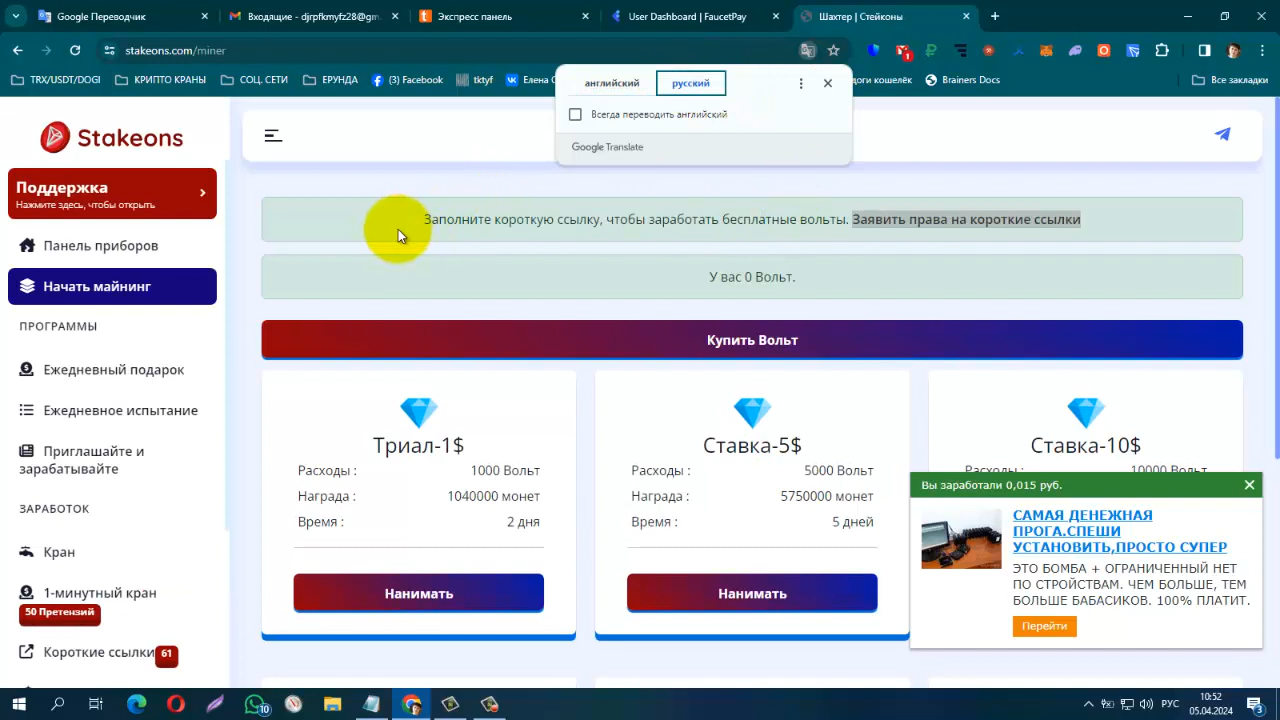 Google Переводчик
Входящие - djrpfkmyfz28@gm
Экспресс панель
User Dashboard | FaucetPay
Шахтер | Стейконы
stakeons.com/miner
1
TRX/USDT/DOGI
КРИПТО КРАНЫ
СОЦ. СЕТИ
ЕРУНДА
(3) Facebook
tktyf
Елена С
доги кошелёк
Brainers Docs
Все закладки
английский
русский
Всегда переводить английский
Google Translate
Stakeons
Поддержка
Нажмите здесь, чтобы открыть
Панель приборов
Начать майнинг
ПРОГРАММЫ
Ежедневный подарок
Ежедневное испытание
Приглашайте и
зарабатывайте
ЗАРАБОТОК
Кран
1-минутный кран
50 Претензий
Короткие ссылки
61
Заполните короткую ссылку, чтобы заработать бесплатные вольты. Заявить права на короткие ссылки
У вас 0 Вольт.
Купить Вольт
Триал-1$
Расходы : 1000 Вольт
Награда : 1040000 монет
Время : 2 дня
Нанимать
Ставка-5$
Расходы : 5000 Вольт
Награда : 5750000 монет
Время : 5 дней
Нанимать
Ставка-10$
Расходы : 10000 Вольт
Вы заработали 0,015 руб.
САМАЯ ДЕНЕЖНАЯ
ПРОГА.СПЕШИ
УСТАНОВИТЬ,ПРОСТО СУПЕР
ЭТО БОМБА + ОГРАНИЧЕННЫЙ НЕТ
ПО СТРОЙСТВАМ. ЧЕМ БОЛЬШЕ, ТЕМ
БОЛЬШЕ БАБАСИКОВ. 100% ПЛАТИТ.
Перейти
10
РУС
10:52
05.04.2024
3